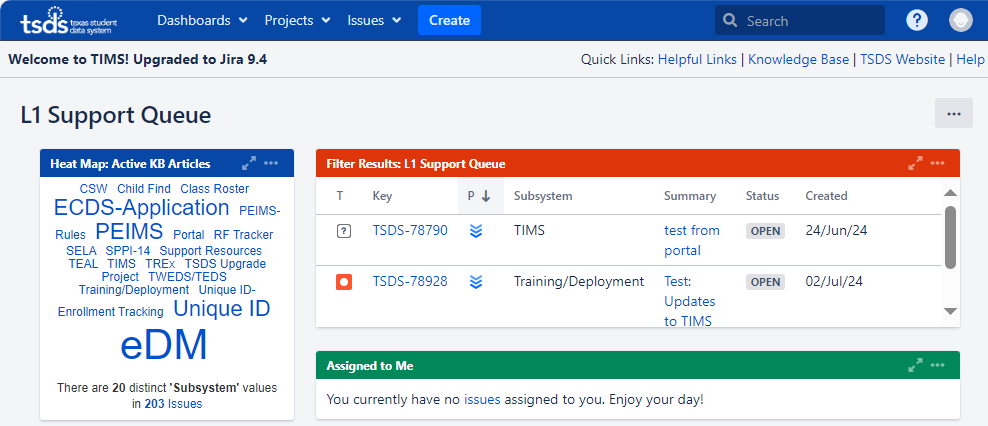 tsds texas student data system
Dashboards Projects Issues Create Search ?
Welcome to TIMS! Upgraded to Jira 9.4
Quick Links: Helpful Links | Knowledge Base | TSDS Website | Help
L1 Support Queue
Heat Map: Active KB Articles
CSW Child Find Class Roster
ECDS-Application PEIMS-
Rules PEIMS Portal RF Tracker
SELA SPPI-14 Support Resources
TEAL TIMS TREx TSDS Upgrade
Project TWEDS/TEDS
Training/Deployment Unique ID-
Enrollment Tracking Unique ID
eDM
There are 20 distinct 'Subsystem' values
in 203 Issues
Filter Results: L1 Support Queue
T Key P Subsystem Summary Status Created
? TSDS-78790 TIMS test from OPEN 24/Jun/24
portal
TSDS-78928 Training/Deployment Test: OPEN 02/Jul/24
Updates
to TIMS
Assigned to Me
You currently have no issues assigned to you. Enjoy your day!